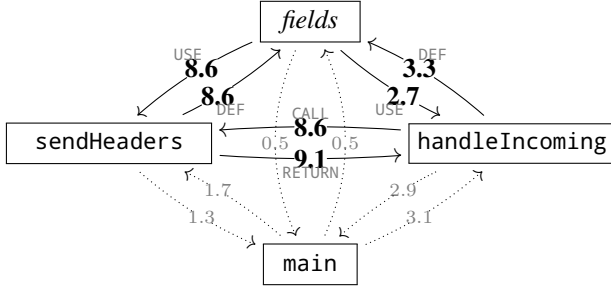 fields
USE
DEF
8.6
3.3
8.6
2.7
DEF
USE
CALL
sendHeaders
8.6
handleIncoming
0.5
0.5
9.1
RETURN
1.7
2.9
1.3
3.1
main